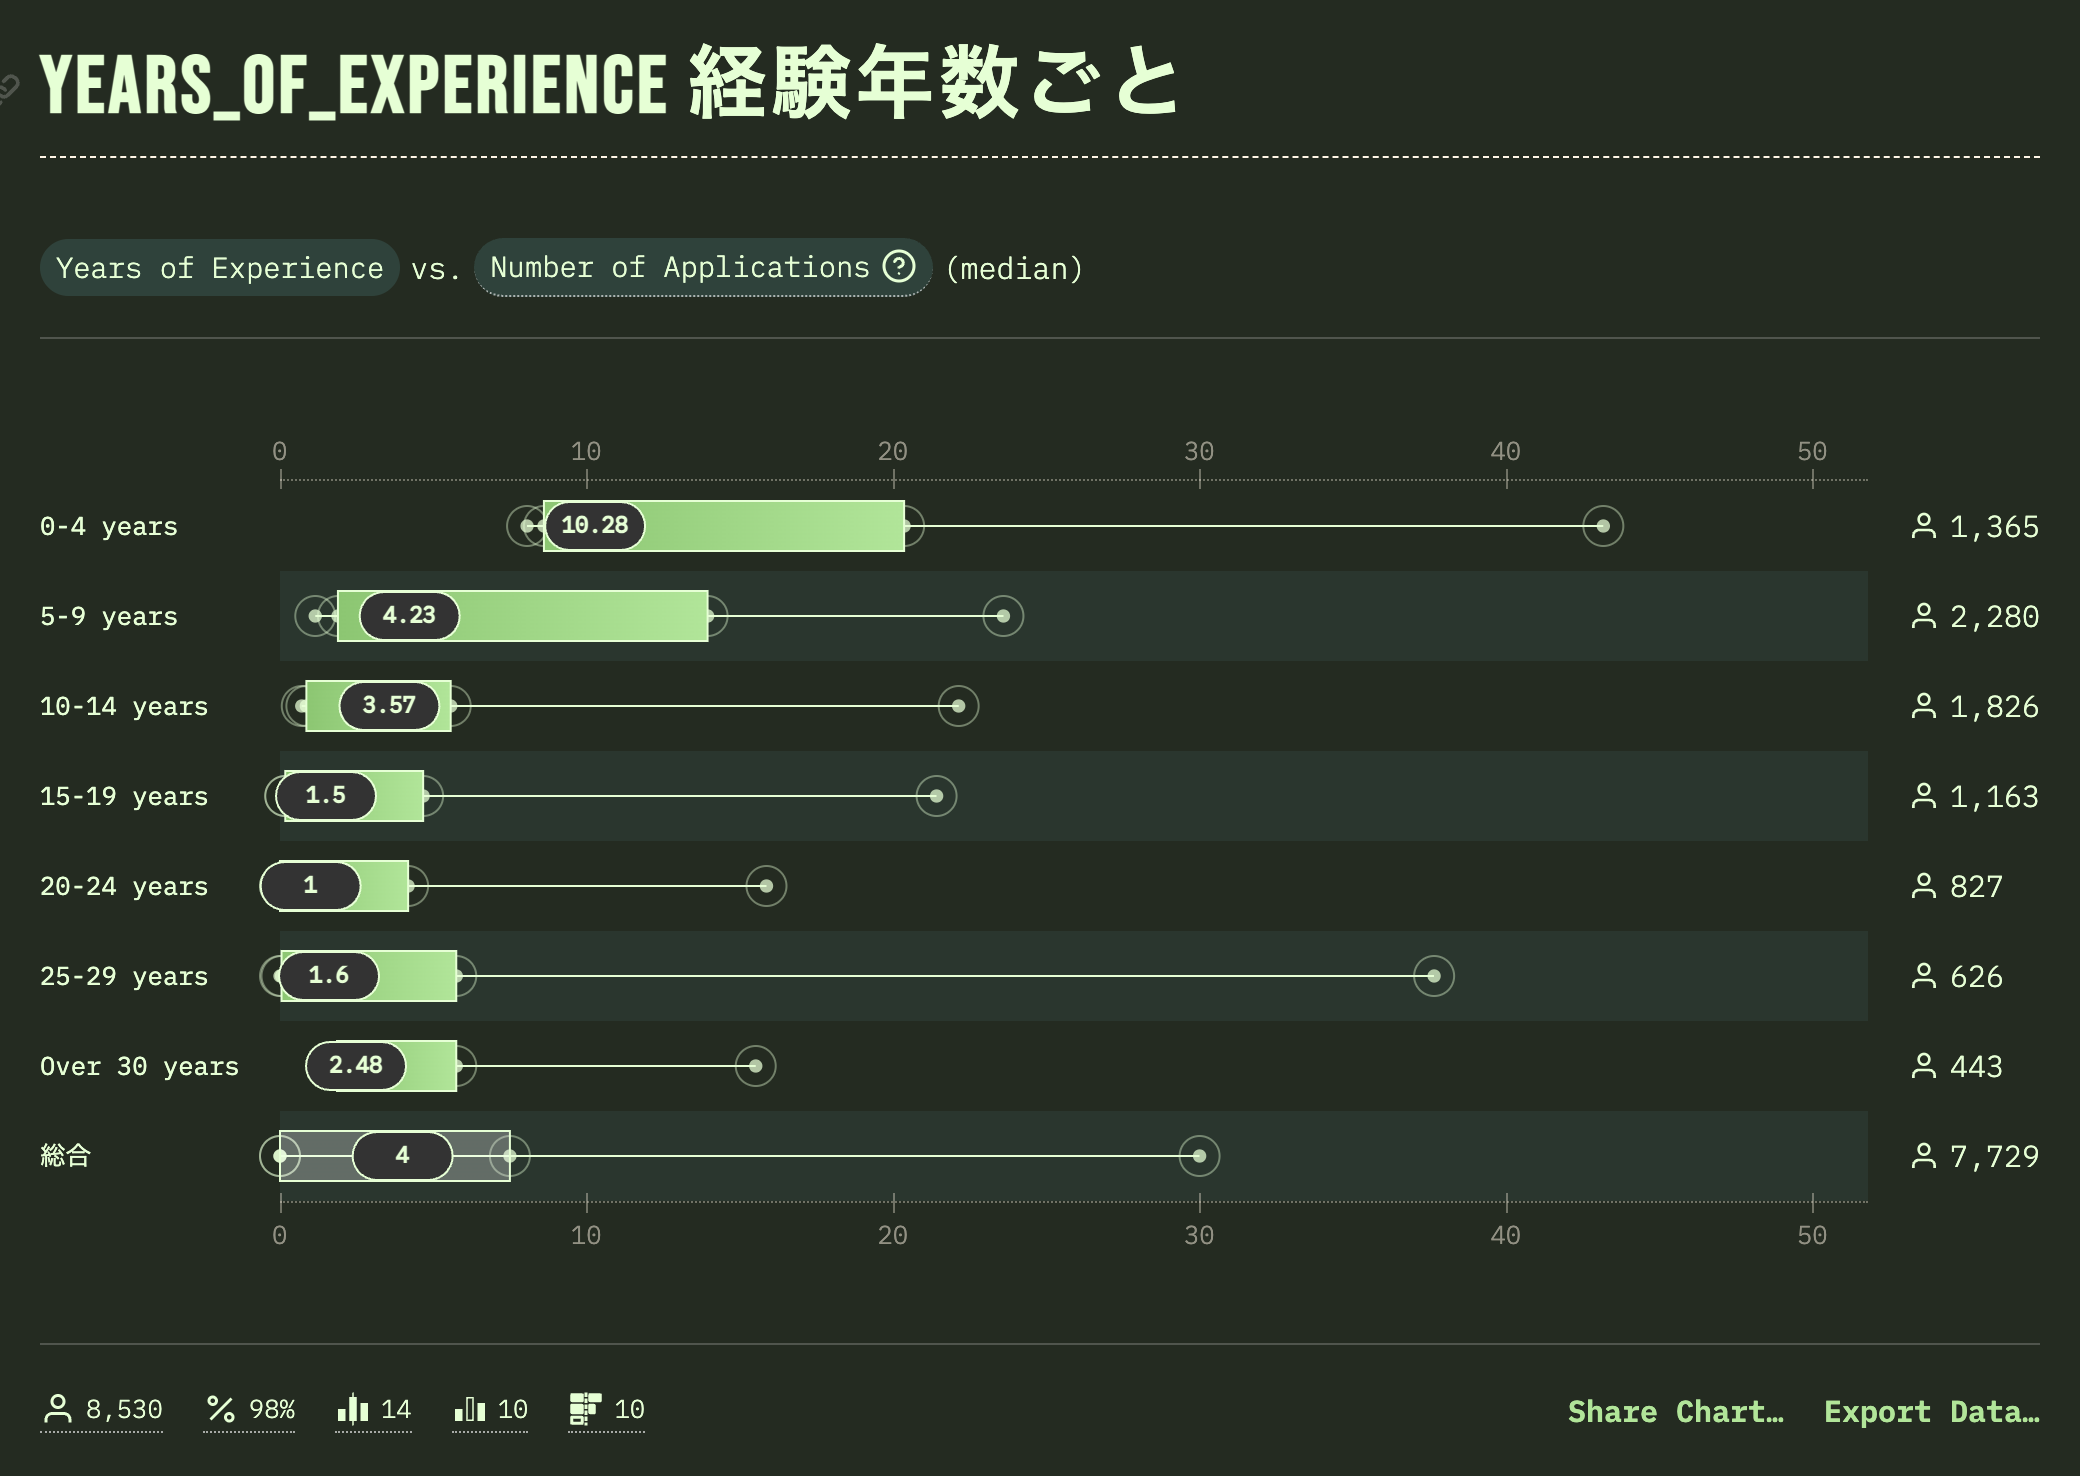 YEARS_OF_EXPERIENCE 経験年数ごと
Years of Experience vs. Number of Applications ? (median)
0 10 20 30 40 50
0-4 years 10.28 1,365
5-9 years 4.23 2,280
10-14 years 3.57 1,826
15-19 years 1.5 1,163
20-24 years 1 827
25-29 years 1.6 626
Over 30 years 2.48 443
総合 4 7,729
0 10 20 30 40 50
8,530 98% 14 10 10 Share Chart… Export Data…